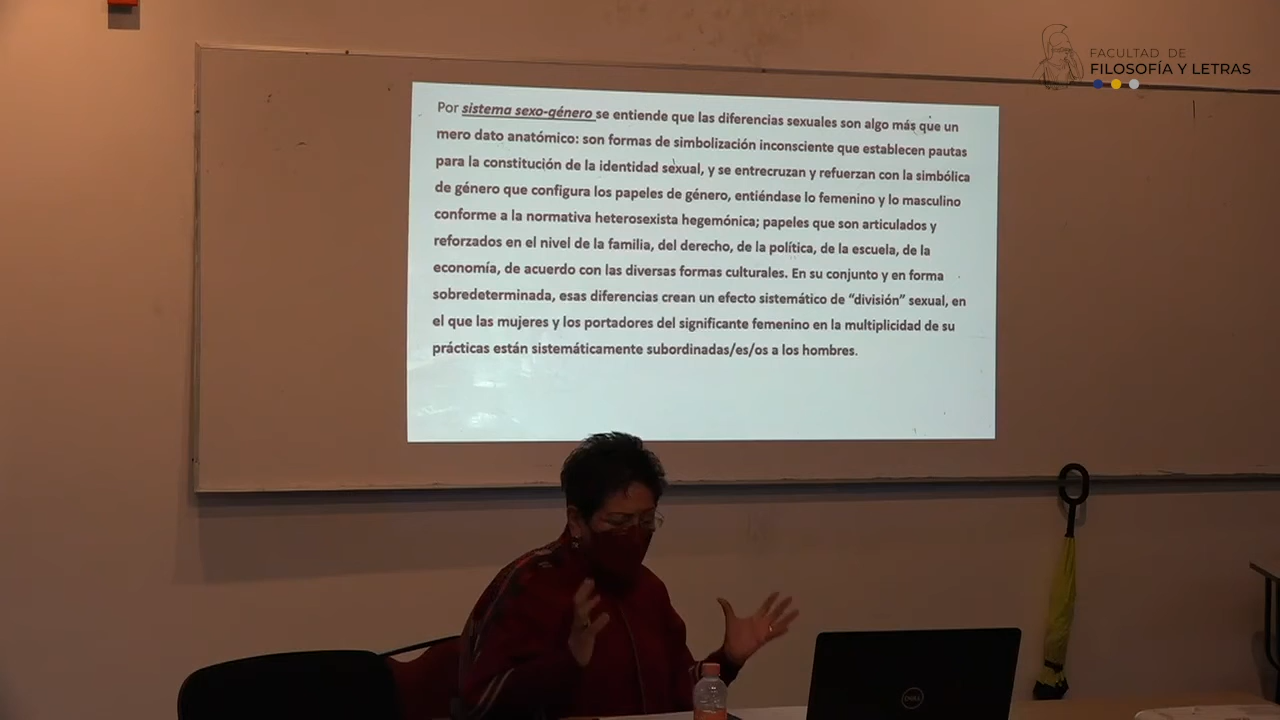 FACULTAD DE
FILOSOFÍA Y LETRAS
Por sistema sexo-género se entiende que las diferencias sexuales son algo más que un
mero dato anatómico: son formas de simbolización inconsciente que establecen pautas
para la constitución de la identidad sexual, y se entrecruzan y refuerzan con la simbólica
de género que configura los papeles de género, entiéndase lo femenino y lo masculino
conforme a la normativa heterosexista hegemónica; papeles que son articulados y
reforzados en el nivel de la familia, del derecho, de la política, de la escuela, de la
economía, de acuerdo con las diversas formas culturales. En su conjunto y en forma
sobredeterminada, esas diferencias crean un efecto sistemático de “división” sexual, en
el que las mujeres y los portadores del significante femenino en la multiplicidad de su
prácticas están sistemáticamente subordinadas/es/os a los hombres.
DELL